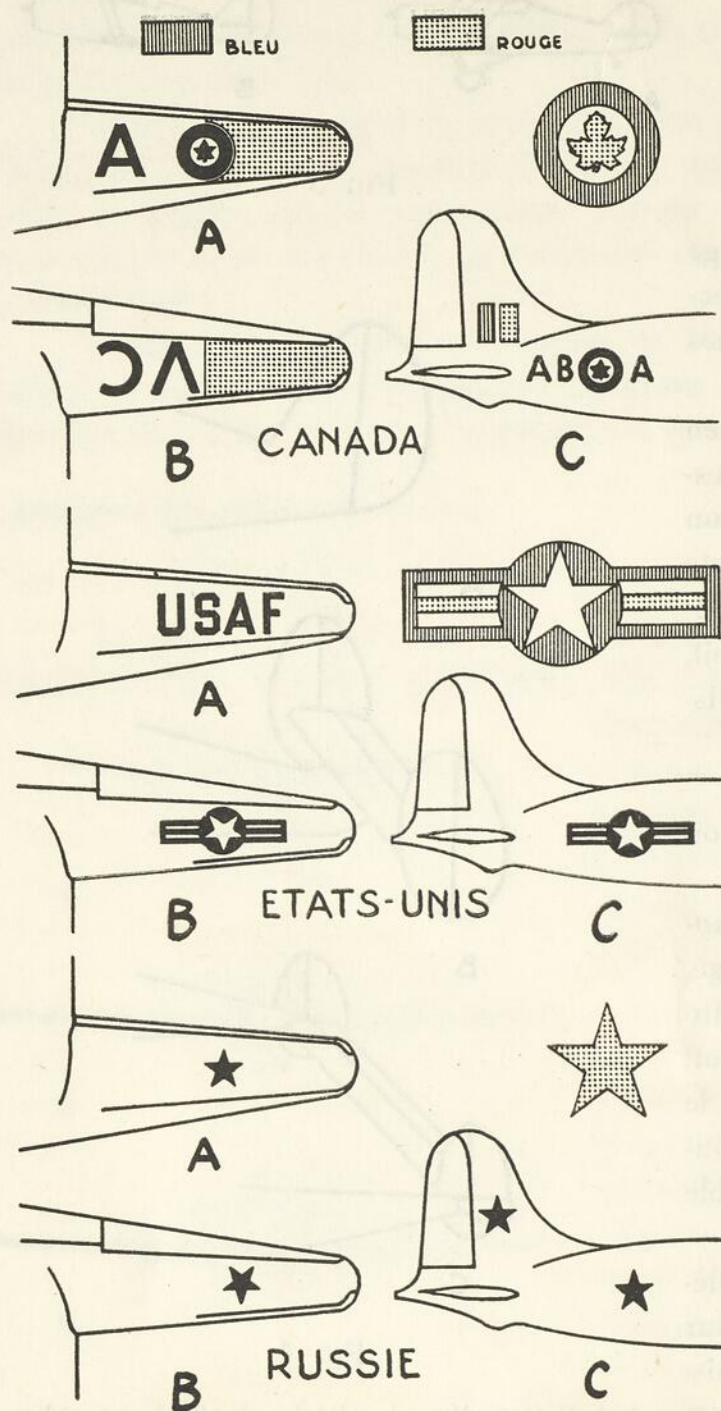 BLEU ROUGE
A
A
VC
AB A
B CANADA C
USAF
A
B ETATS-UNIS C
A
B RUSSIE C